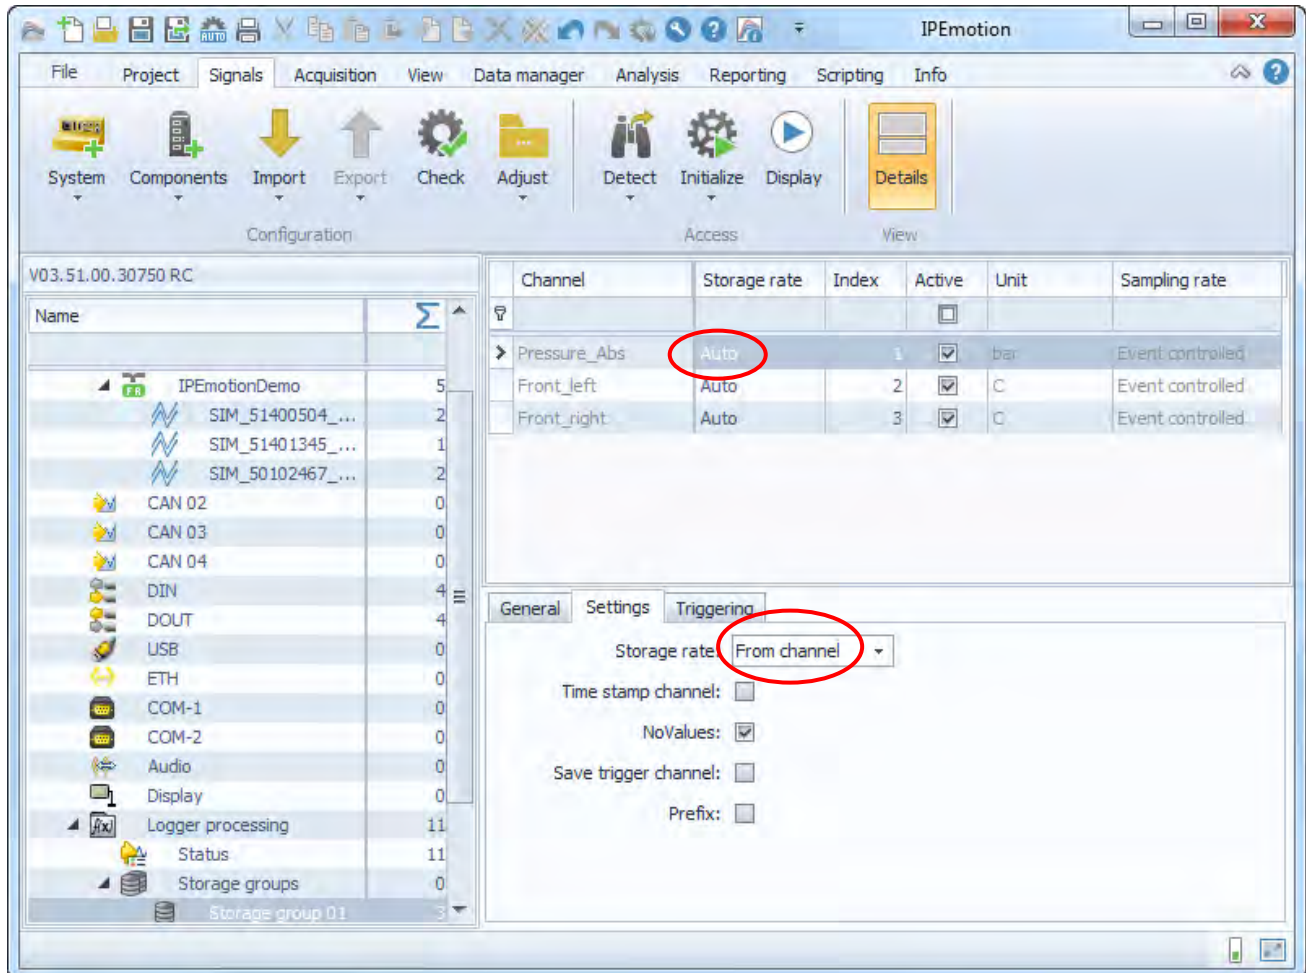 IPEmotion
File Project Signals Acquisition View Data manager Analysis Reporting Scripting Info
System Components Import Export Check Adjust Detect Initialize Display Details
Configuration Access View
V03.51.00.30750 RC
Name
IPEmotionDemo 5
SIM_51400504_... 2
SIM_51401345_... 1
SIM_50102467_... 2
CAN 02 0
CAN 03 0
CAN 04 0
DIN 4
DOUT 4
USB 0
ETH 0
COM-1 0
COM-2 0
Audio 0
Display 0
Logger processing 11
Status 11
Storage groups 0
Storage group 01 3
Channel Storage rate Index Active Unit Sampling rate
Pressure_Abs Auto 1 bar Event controlled
Front_left Auto 2 C Event controlled
Front_right Auto 3 C Event controlled
General Settings Triggering
Storage rate: From channel
Time stamp channel:
NoValues:
Save trigger channel:
Prefix: